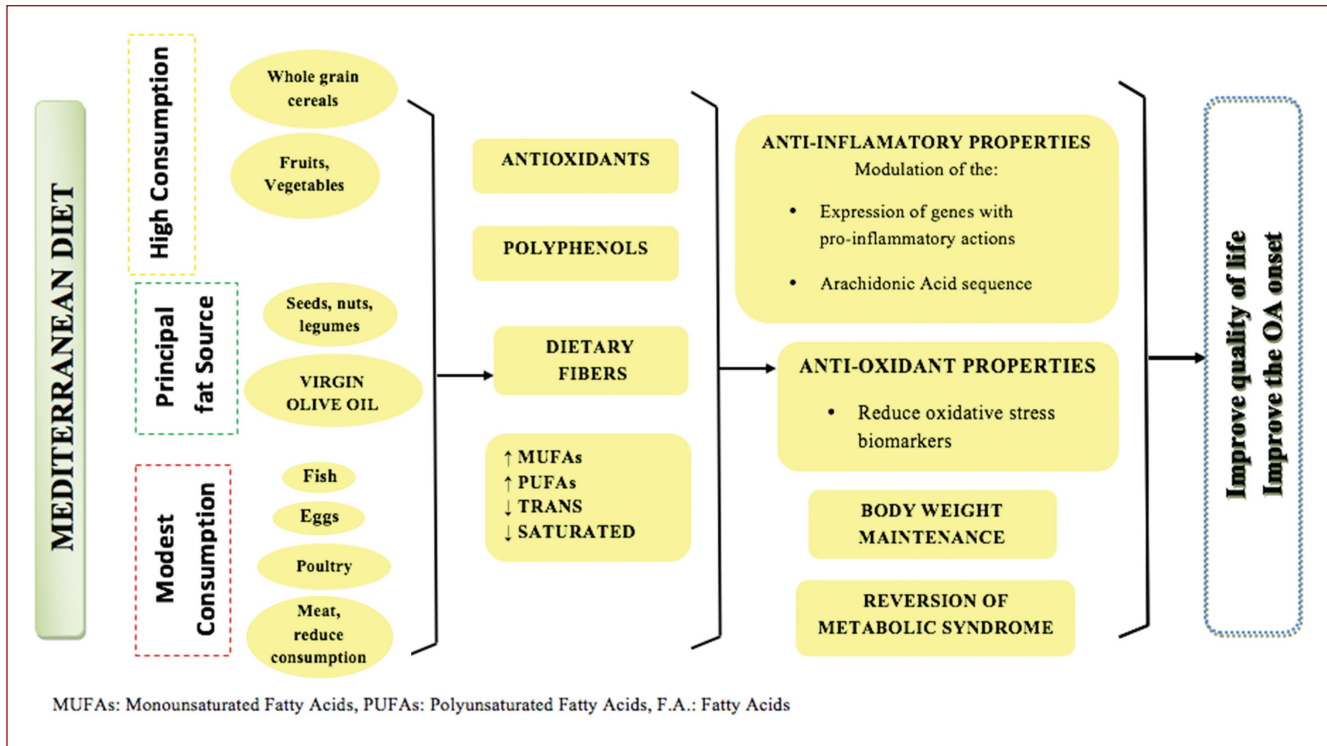 MEDITERRANEAN DIET
High Consumption
Whole grain
cereals
Fruits,
Vegetables
Principal
fat Source
Seeds, nuts,
legumes
VIRGIN
OLIVE OIL
Modest
Consumption
Fish
Eggs
Poultry
Meat,
reduce
consumption
ANTIOXIDANTS
POLYPHENOLS
DIETARY
FIBERS
↑ MUFAs
↑ PUFAs
↓ TRANS
↓ SATURATED
ANTI-INFLAMATORY PROPERTIES
Modulation of the:
• Expression of genes with
pro-inflammatory actions
• Arachidonic Acid sequence
ANTI-OXIDANT PROPERTIES
• Reduce oxidative stress
biomarkers
BODY WEIGHT
MAINTENANCE
REVERSION OF
METABOLIC SYNDROME
Improve quality of life
Improve the OA onset
MUFAs: Monounsaturated Fatty Acids, PUFAs: Polyunsaturated Fatty Acids, F.A.: Fatty Acids